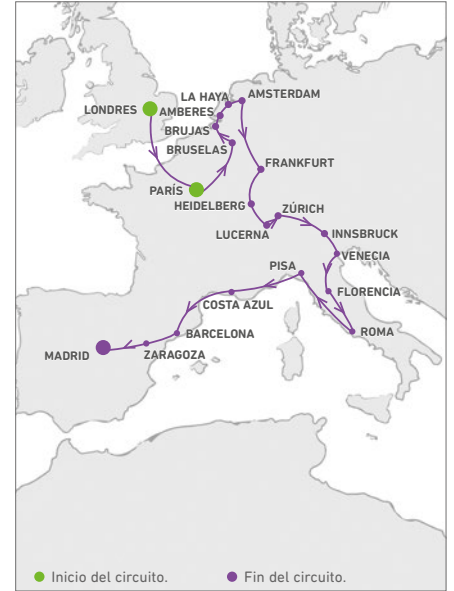 LA HAYA
AMSTERDAM
LONDRES
AMBERES
BRUJAS
BRUSELAS
FRANKFURT
PARÍS
HEIDELBERG
ZÚRICH
LUCERNA
INNSBRUCK
VENECIA
PISA
FLORENCIA
COSTA AZUL
ROMA
BARCELONA
MADRID
ZARAGOZA
Inicio del circuito.
Fin del circuito.